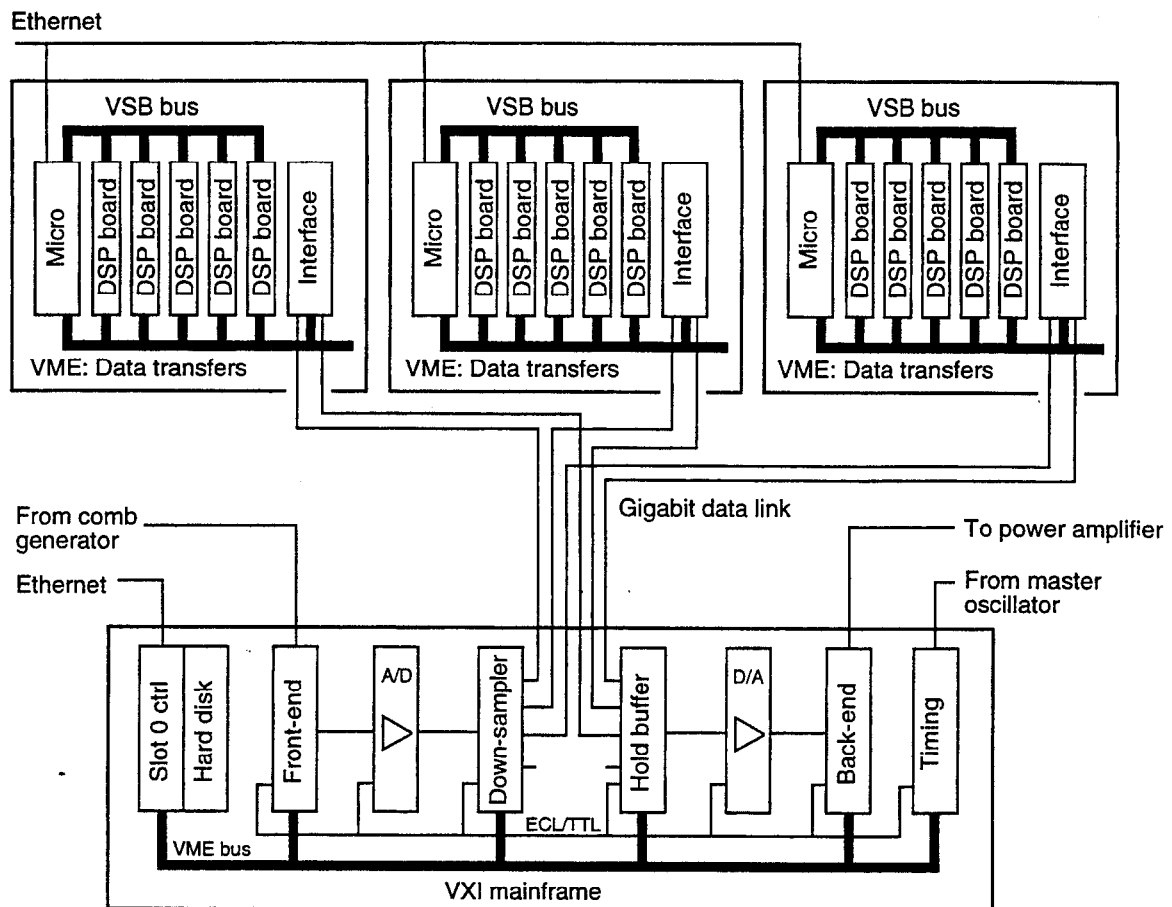 Ethernet
VSB bus
VSB bus
VSB bus
Micro
DSP board
DSP board
DSP board
DSP board
DSP board
Interface
Micro
DSP board
DSP board
DSP board
DSP board
DSP board
Interface
Micro
DSP board
DSP board
DSP board
DSP board
DSP board
Interface
VME: Data transfers
VME: Data transfers
VME: Data transfers
Gigabit data link
From comb
generator
To power amplifier
Ethernet
From master
oscillator
Slot 0 ctrl
Hard disk
Front-end
A/D
Down-sampler
Hold buffer
D/A
Back-end
Timing
ECL/TTL
VME bus
VXI mainframe